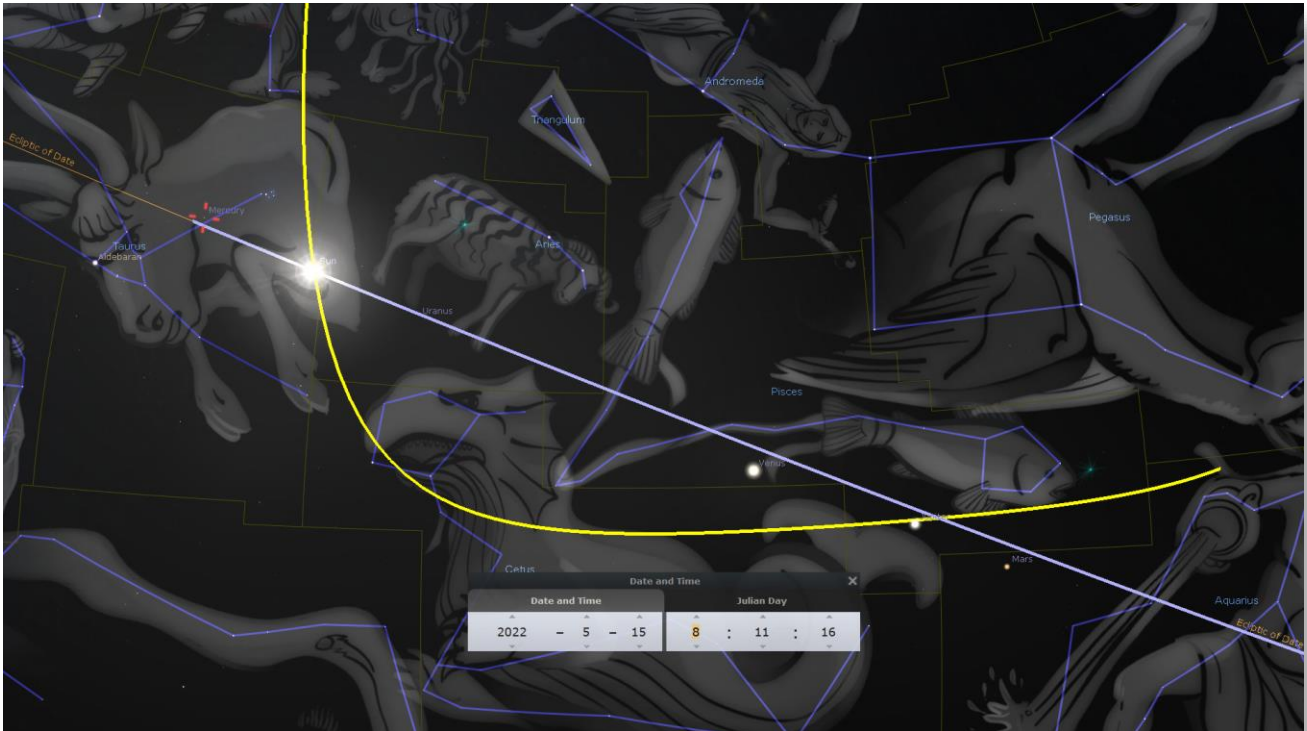 Andromeda
Triangulum
Ecliptic of Date
Mercury
Pegasus
Taurus
Aries
Aldebaran
Sun
Uranus
Pisces
Venus
Mars
Cetus
Date and Time
Date and Time
Julian Day
2022 – 5 – 15 8 : 11 : 16
Aquarius
Ecliptic of Date